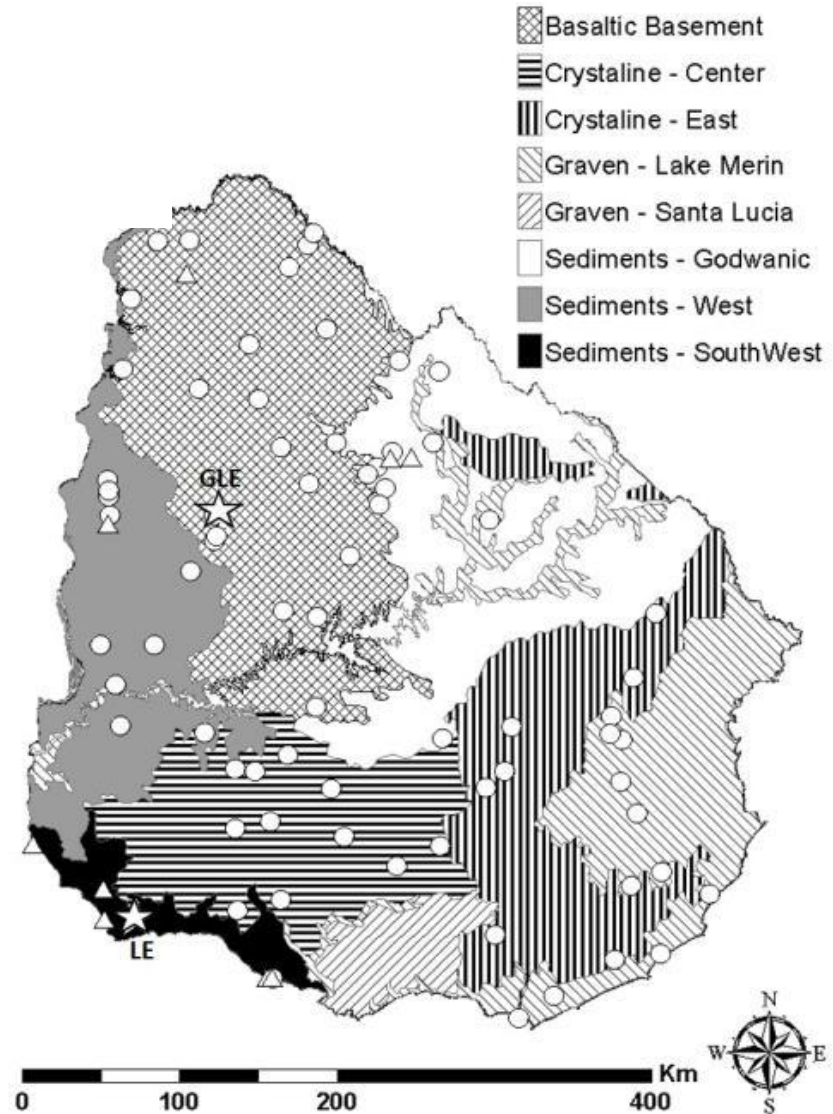 Basaltic Basement
Crystaline - Center
Crystaline - East
Graven - Lake Merin
Graven - Santa Lucia
Sediments - Godwanic
Sediments - West
Sediments - SouthWest
GLE
LE
N
W E
S
Km
0 100 200 400